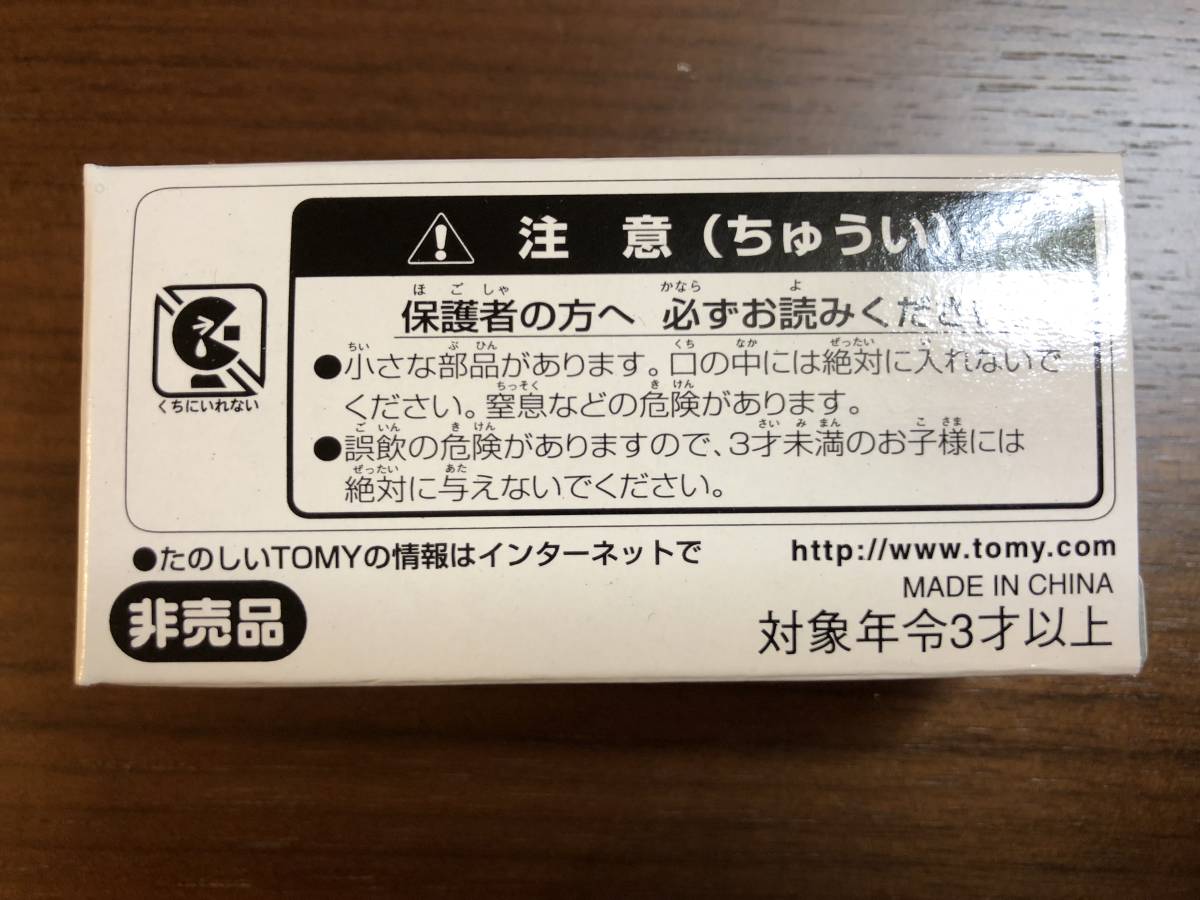 注意(ちゅうい)
保護者の方へ 必ずお読みくださ
ほごしゃ かなら よ
●小さな部品があります。口の中には絶対に入れないで
ちい ぶひん くち なか ぜったい い
ください。窒息などの危険があります。
ちっそく きけん
●誤飲の危険がありますので、3才未満のお子様には
ごいん きけん さいみまん こさま
絶対に与えないでください。
ぜったい あた
くちにいれない
●たのしいTOMYの情報はインターネットで
http://www.tomy.com
MADE IN CHINA
非売品
対象年令3才以上